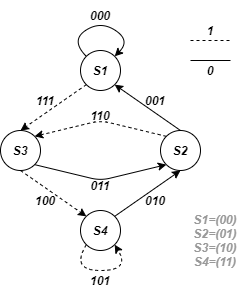 000
1
0
S1
111
110
001
S3
S2
011
100
010
S4
101
S1=(00)
S2=(01)
S3=(10)
S4=(11)